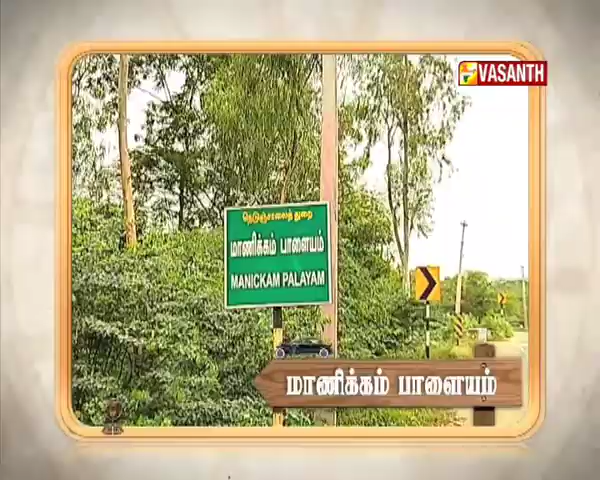 VASANTH
நெடுஞ்சாலைத் துறை
மாணிக்கம் பாளையம்
MANICKAM PALAYAM
மாணிக்கம் பாளையம்